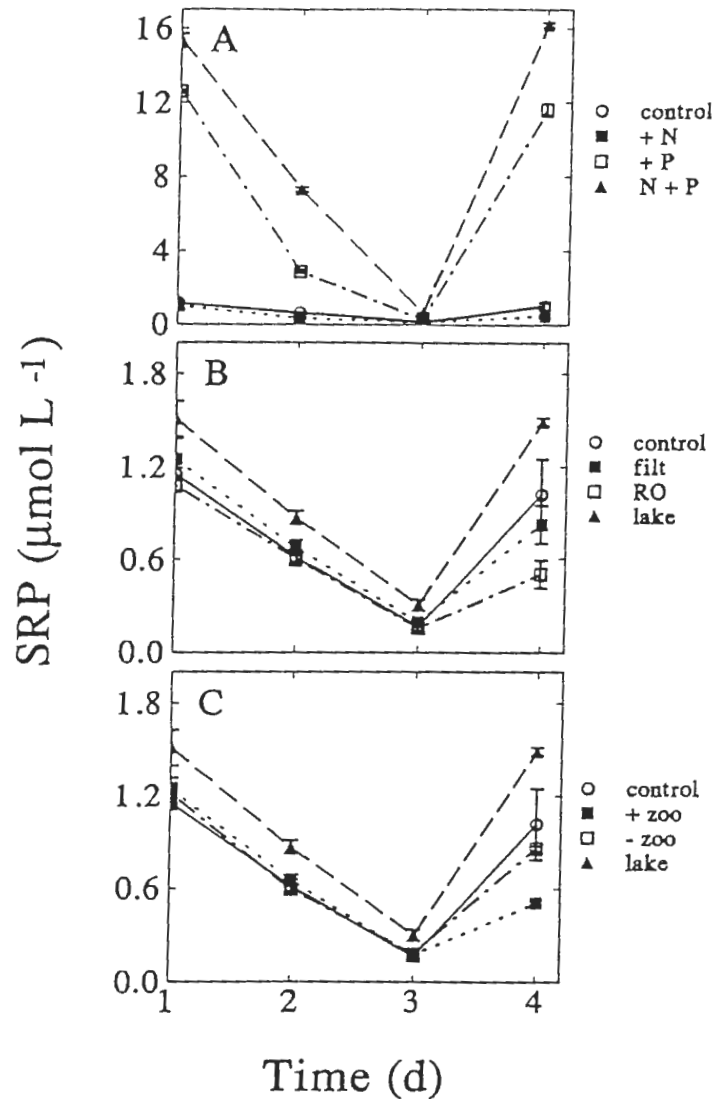 A
16
12
8
4
0
control
+ N
+ P
N + P
B
1.8
1.2
0.6
0.0
control
filt
RO
lake
C
1.8
1.2
0.6
0.0
control
+ zoo
- zoo
lake
1 2 3 4
SRP (μmol L -1)
Time (d)